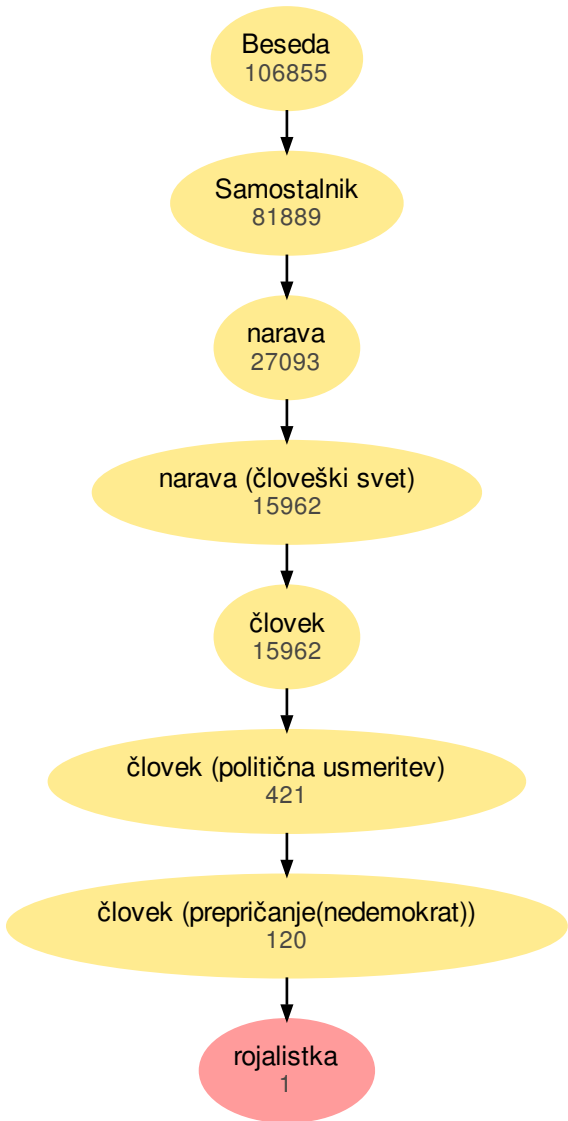 Beseda
106855
Samostalnik
81889
narava
27093
narava (človeški svet)
15962
človek
15962
človek (politična usmeritev)
421
človek (prepričanje(nedemokrat))
120
rojalistka
1